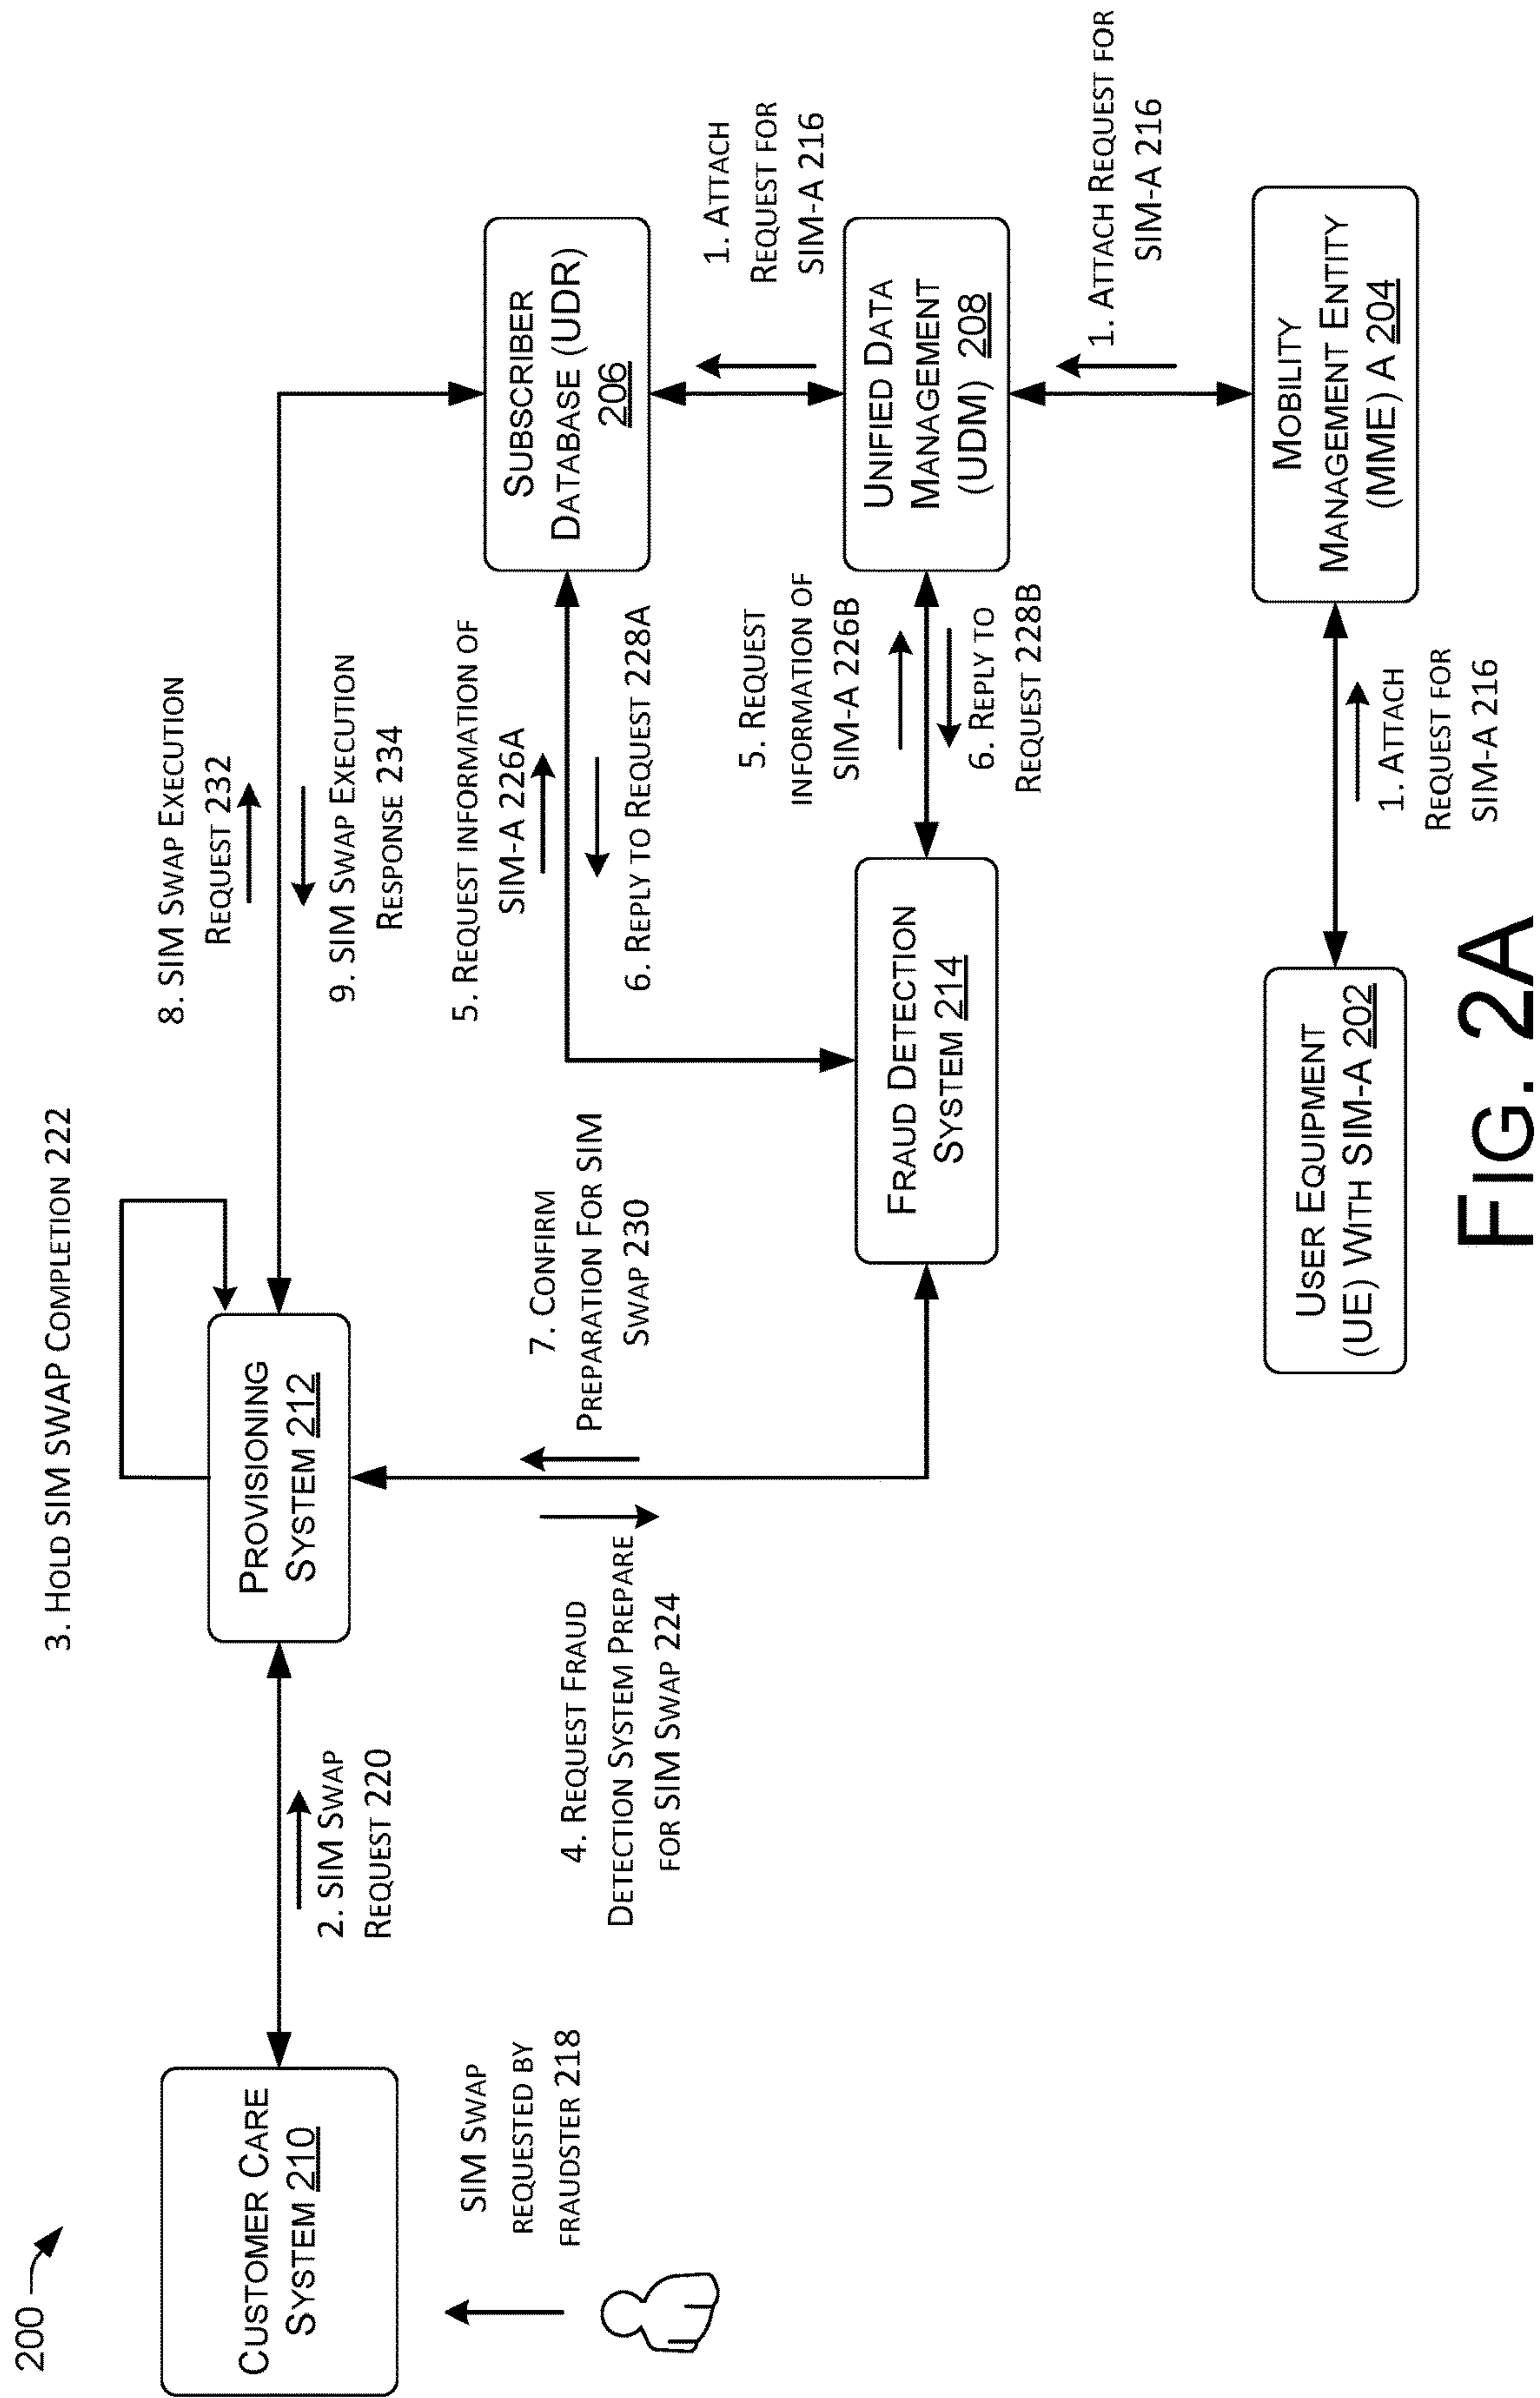 200
CUSTOMER CARE
SYSTEM 210
SIM SWAP
REQUESTED BY
FRAUDSTER 218
2. SIM SWAP
REQUEST 220
3. HOLD SIM SWAP COMPLETION 222
PROVISIONING
SYSTEM 212
4. REQUEST FRAUD
DETECTION SYSTEM PREPARE
FOR SIM SWAP 224
7. CONFIRM
PREPARATION FOR SIM
SWAP 230
8. SIM SWAP EXECUTION
REQUEST 232
9. SIM SWAP EXECUTION
RESPONSE 234
5. REQUEST INFORMATION OF
SIM-A 226A
6. REPLY TO REQUEST 228A
FRAUD DETECTION
SYSTEM 214
5. REQUEST
INFORMATION OF
SIM-A 226B
6. REPLY TO
REQUEST 228B
SUBSCRIBER
DATABASE (UDR)
206
1. ATTACH
REQUEST FOR
SIM-A 216
UNIFIED DATA
MANAGEMENT
(UDM) 208
1. ATTACH REQUEST FOR
SIM-A 216
MOBILITY
MANAGEMENT ENTITY
(MME) A 204
1. ATTACH
REQUEST FOR
SIM-A 216
USER EQUIPMENT
(UE) WITH SIM-A 202
FIG. 2A